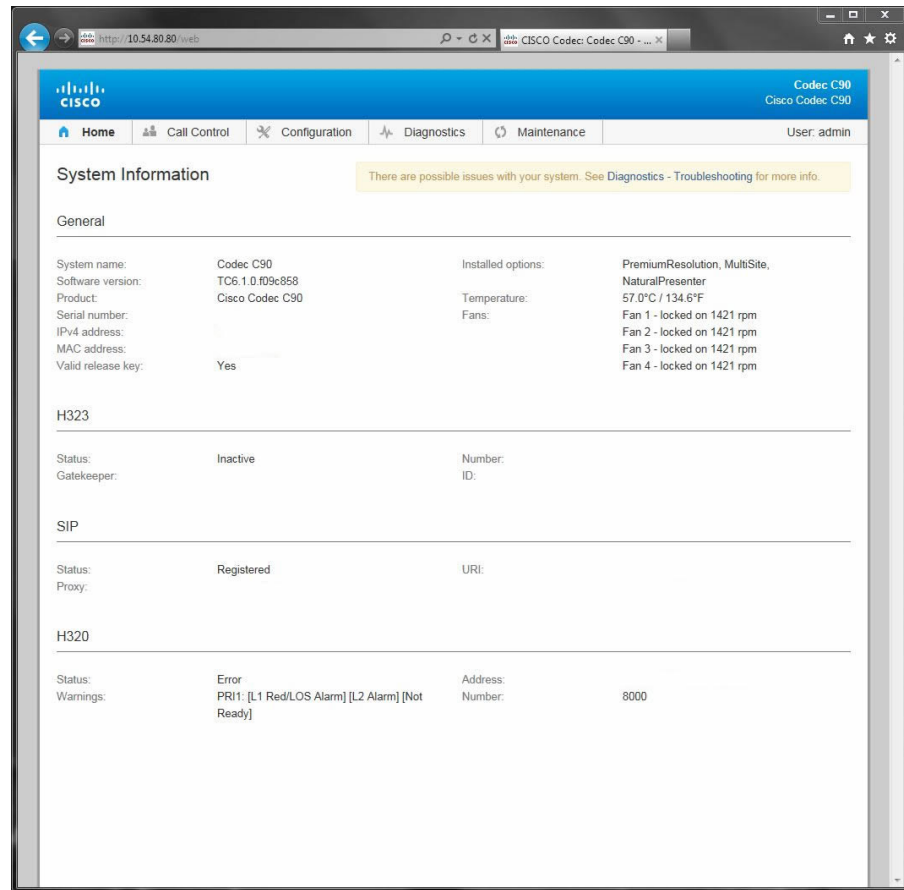 http://10.54.80.80/web
CISCO Codec: Codec C90 - ...
CISCO
Codec C90
Cisco Codec C90
Home
Call Control
Configuration
Diagnostics
Maintenance
User: admin
System Information
There are possible issues with your system. See Diagnostics - Troubleshooting for more info.
General
System name: Codec C90
Software version: TC6.1.0.f09c858
Product: Cisco Codec C90
Serial number:
IPv4 address:
MAC address:
Valid release key: Yes
Installed options: PremiumResolution, MultiSite,
NaturalPresenter
Temperature: 57.0°C / 134.6°F
Fans: Fan 1 - locked on 1421 rpm
Fan 2 - locked on 1421 rpm
Fan 3 - locked on 1421 rpm
Fan 4 - locked on 1421 rpm
H323
Status: Inactive
Gatekeeper:
Number:
ID:
SIP
Status: Registered
Proxy:
URI:
H320
Status: Error
Warnings: PRI1: [L1 Red/LOS Alarm] [L2 Alarm] [Not
Ready]
Address:
Number: 8000